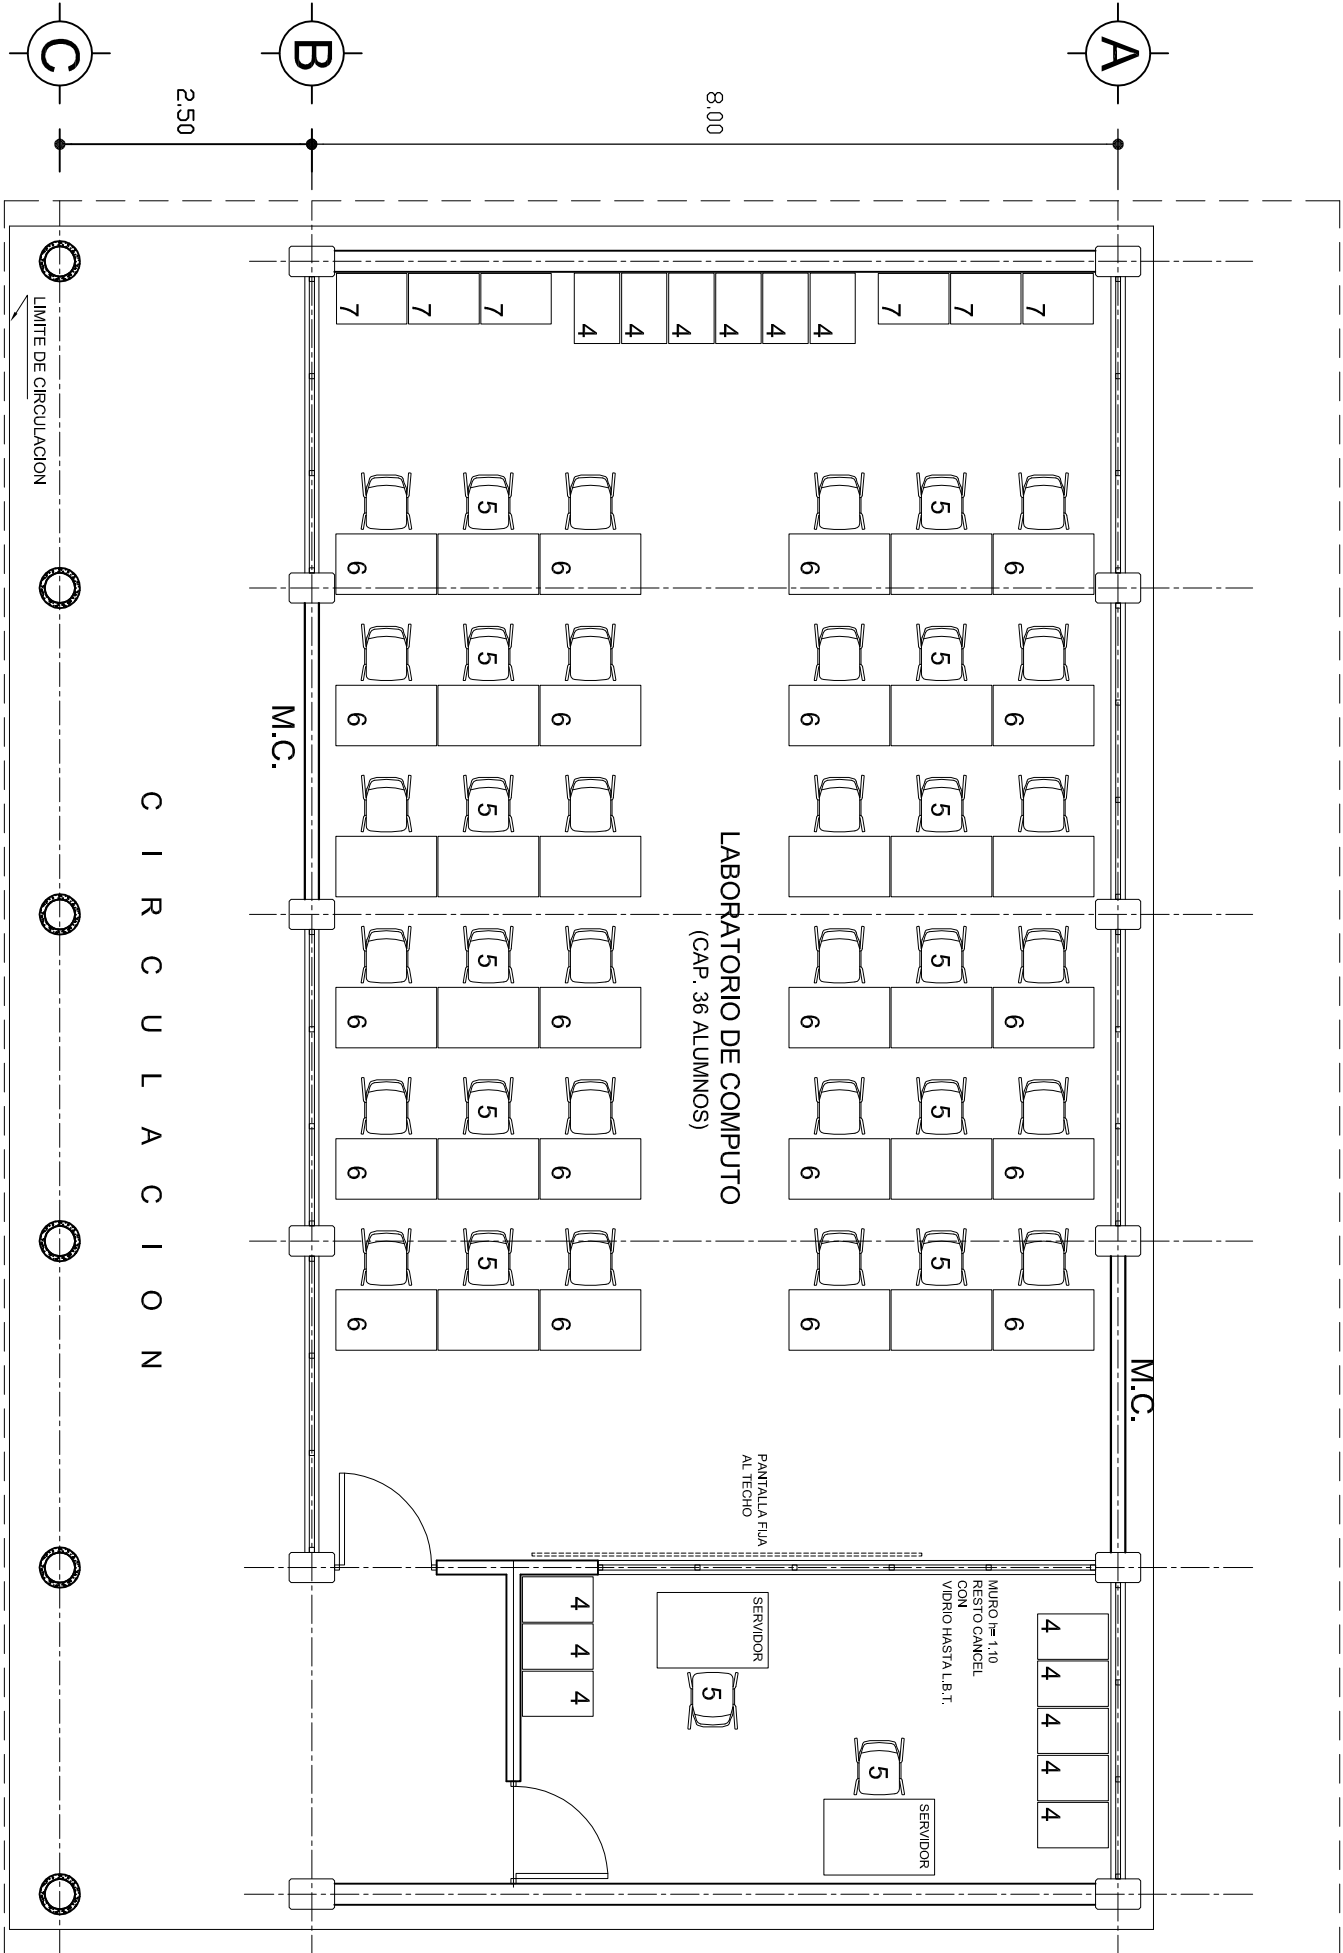 M.C.
A
4 4 4 4 4
7
6 6 6 6 6
MURO h= 1.10
RESTO CANCEL
CON
VIDRIO HASTA L.B.T.
7
5 5 5 5 5 5
SERVIDOR
7
5
4
6 6 6 6 6
4
PANTALLA FIJA
AL TECHO
SERVIDOR
4
LABORATORIO DE COMPUTO
8.00
5
(CAP. 36 ALUMNOS)
4
4
4
4 4 4
6 6 6 6 6
7
5 5 5 5 5 5
7
6 6 6 6 6
7
B
M.C.
2.50
C I R C U L A C I O N
C
LIMITE DE CIRCULACION